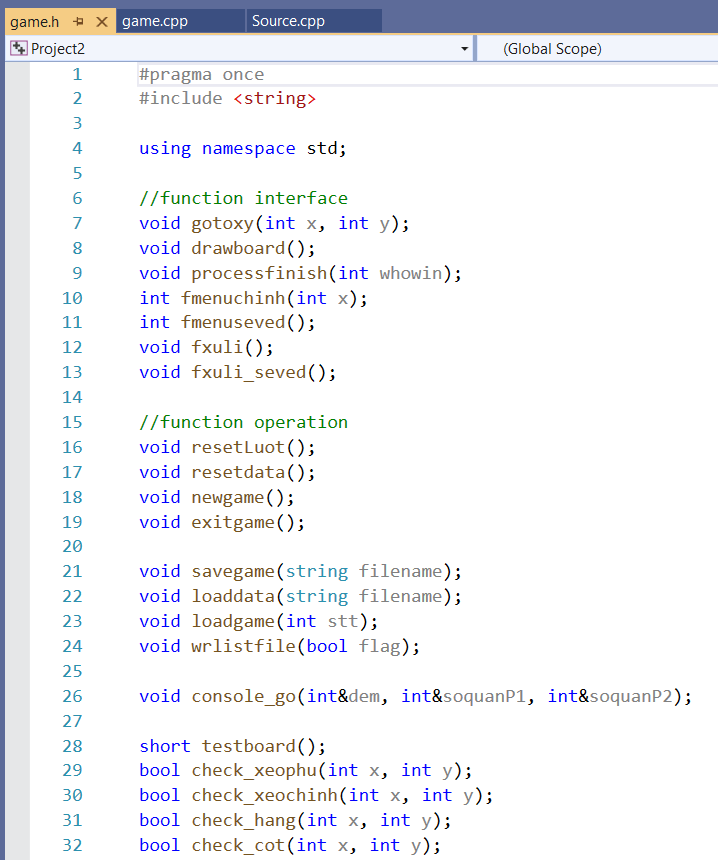 game.h game.cpp Source.cpp
Project2 (Global Scope)
1 #pragma once
2 #include <string>
3
4 using namespace std;
5
6 //function interface
7 void gotoxy(int x, int y);
8 void drawboard();
9 void processfinish(int whowin);
10 int fmenuchinh(int x);
11 int fmenuseved();
12 void fxuli();
13 void fxuli_seved();
14
15 //function operation
16 void resetLuot();
17 void resetdata();
18 void newgame();
19 void exitgame();
20
21 void savegame(string filename);
22 void loaddata(string filename);
23 void loadgame(int stt);
24 void wrlistfile(bool flag);
25
26 void console_go(int&dem, int&soquanP1, int&soquanP2);
27
28 short testboard();
29 bool check_xeophu(int x, int y);
30 bool check_xeochinh(int x, int y);
31 bool check_hang(int x, int y);
32 bool check_cot(int x, int y);